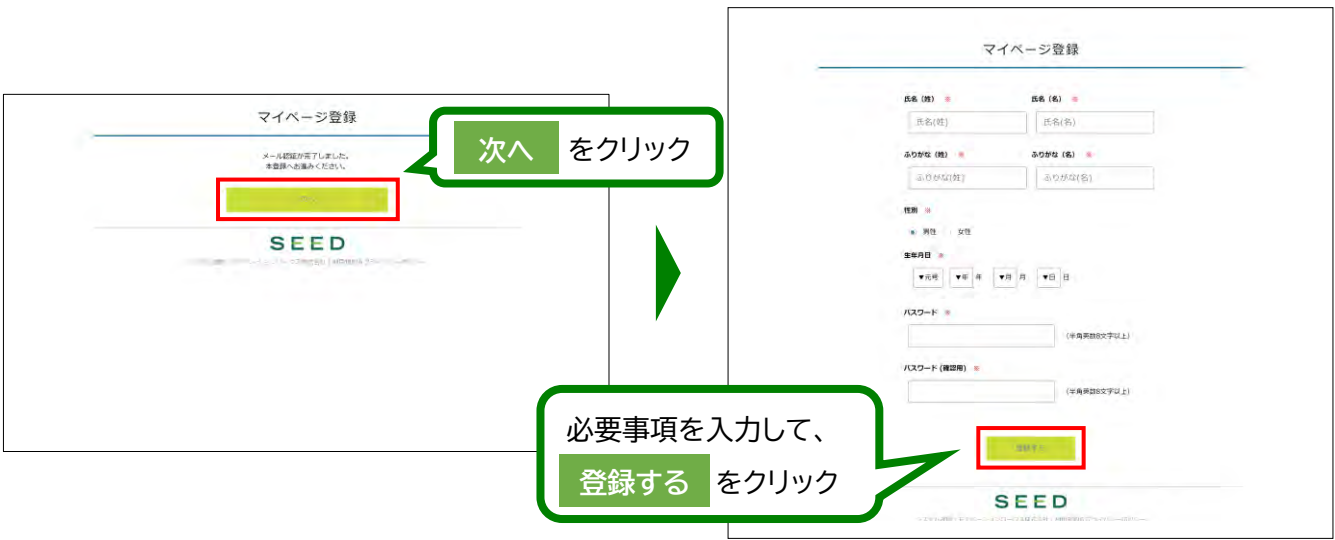 マイページ登録
メール認証が完了しました。
本登録へお進みください。
SEED
次へ をクリック
マイページ登録
氏名 (姓) ※ 氏名 (名) ※
氏名(姓) 氏名(名)
ふりがな (姓) ※ ふりがな (名) ※
ふりがな(姓) ふりがな(名)
性別 ※
男性 女性
生年月日 ※
▼元号 ▼年 年 ▼月 月 ▼日 日
パスワード ※
(半角英数8文字以上)
パスワード (確認用) ※
(半角英数8文字以上)
登録する
SEED
必要事項を入力して、
登録する をクリック